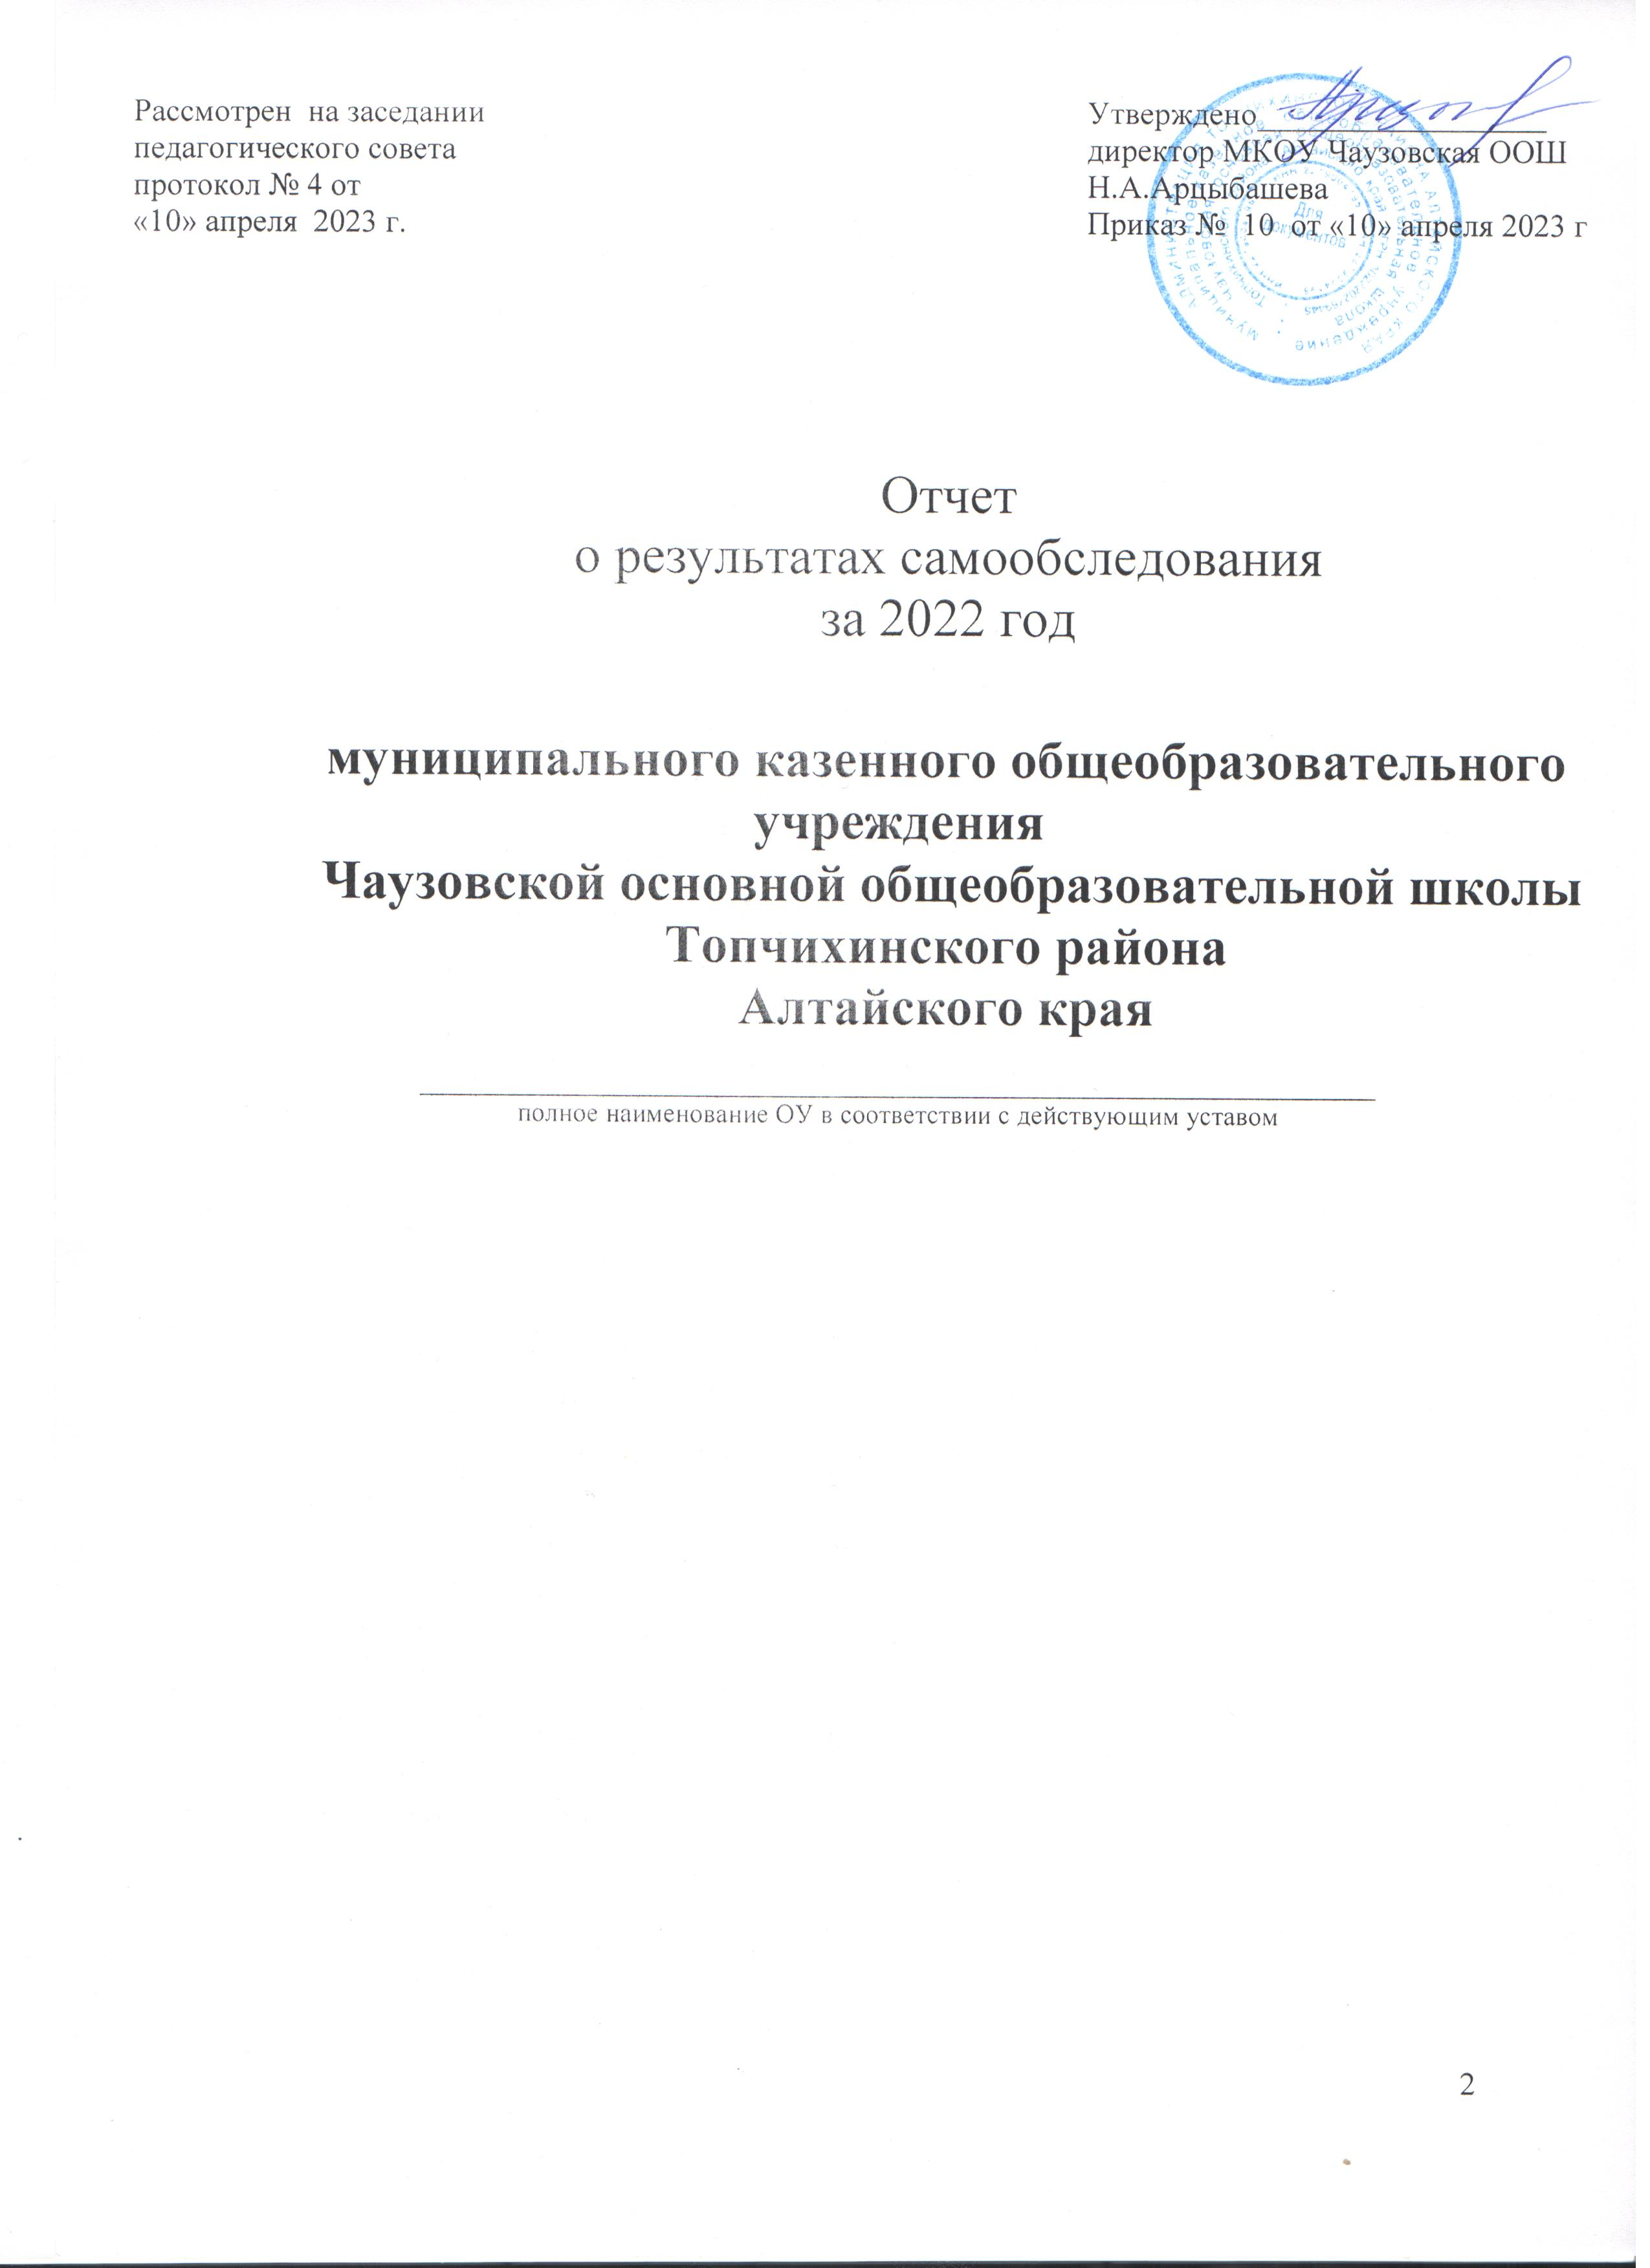 Рассмотрен на заседании
педагогического совета
протокол № 4 от
«10» апреля 2023 г.
Утверждено
директор МКОУ Чаузовская ООШ
Н.А.Арцыбашева
Приказ № 10 от «10» апреля 2023 г
Для
документов
Отчет
о результатах самообследования
за 2022 год
муниципального казенного общеобразовательного
учреждения
Чаузовской основной общеобразовательной школы
Топчихинского района
Алтайского края
полное наименование ОУ в соответствии с действующим уставом
2